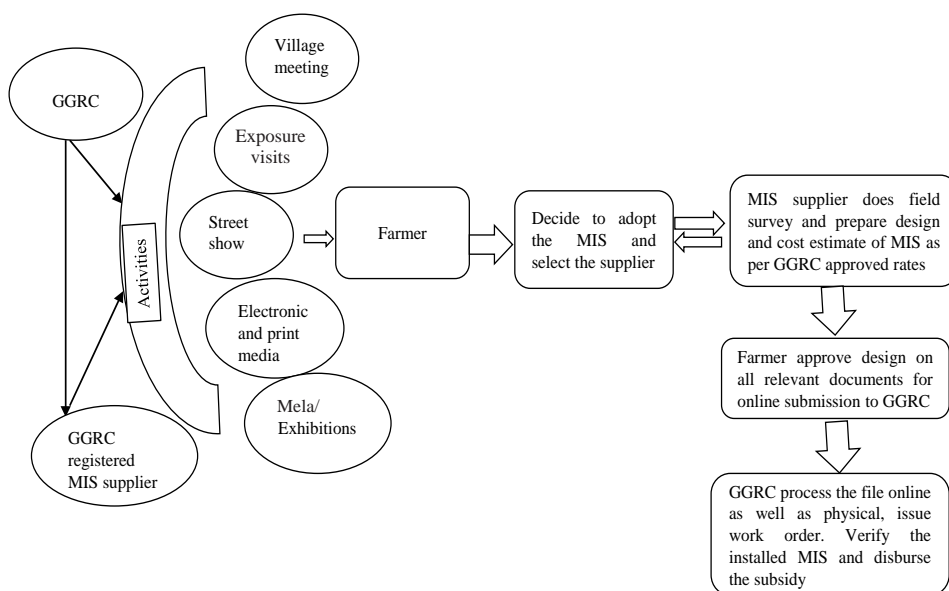 GGRC
Activities
GGRC
registered
MIS supplier
Village
meeting
Exposure
visits
Street
show
Electronic
and print
media
Mela/
Exhibitions
Farmer
Decide to adopt
the MIS and
select the supplier
MIS supplier does field
survey and prepare design
and cost estimate of MIS as
per GGRC approved rates
Farmer approve design on
all relevant documents for
online submission to GGRC
GGRC process the file online
as well as physical, issue
work order. Verify the
installed MIS and disburse
the subsidy